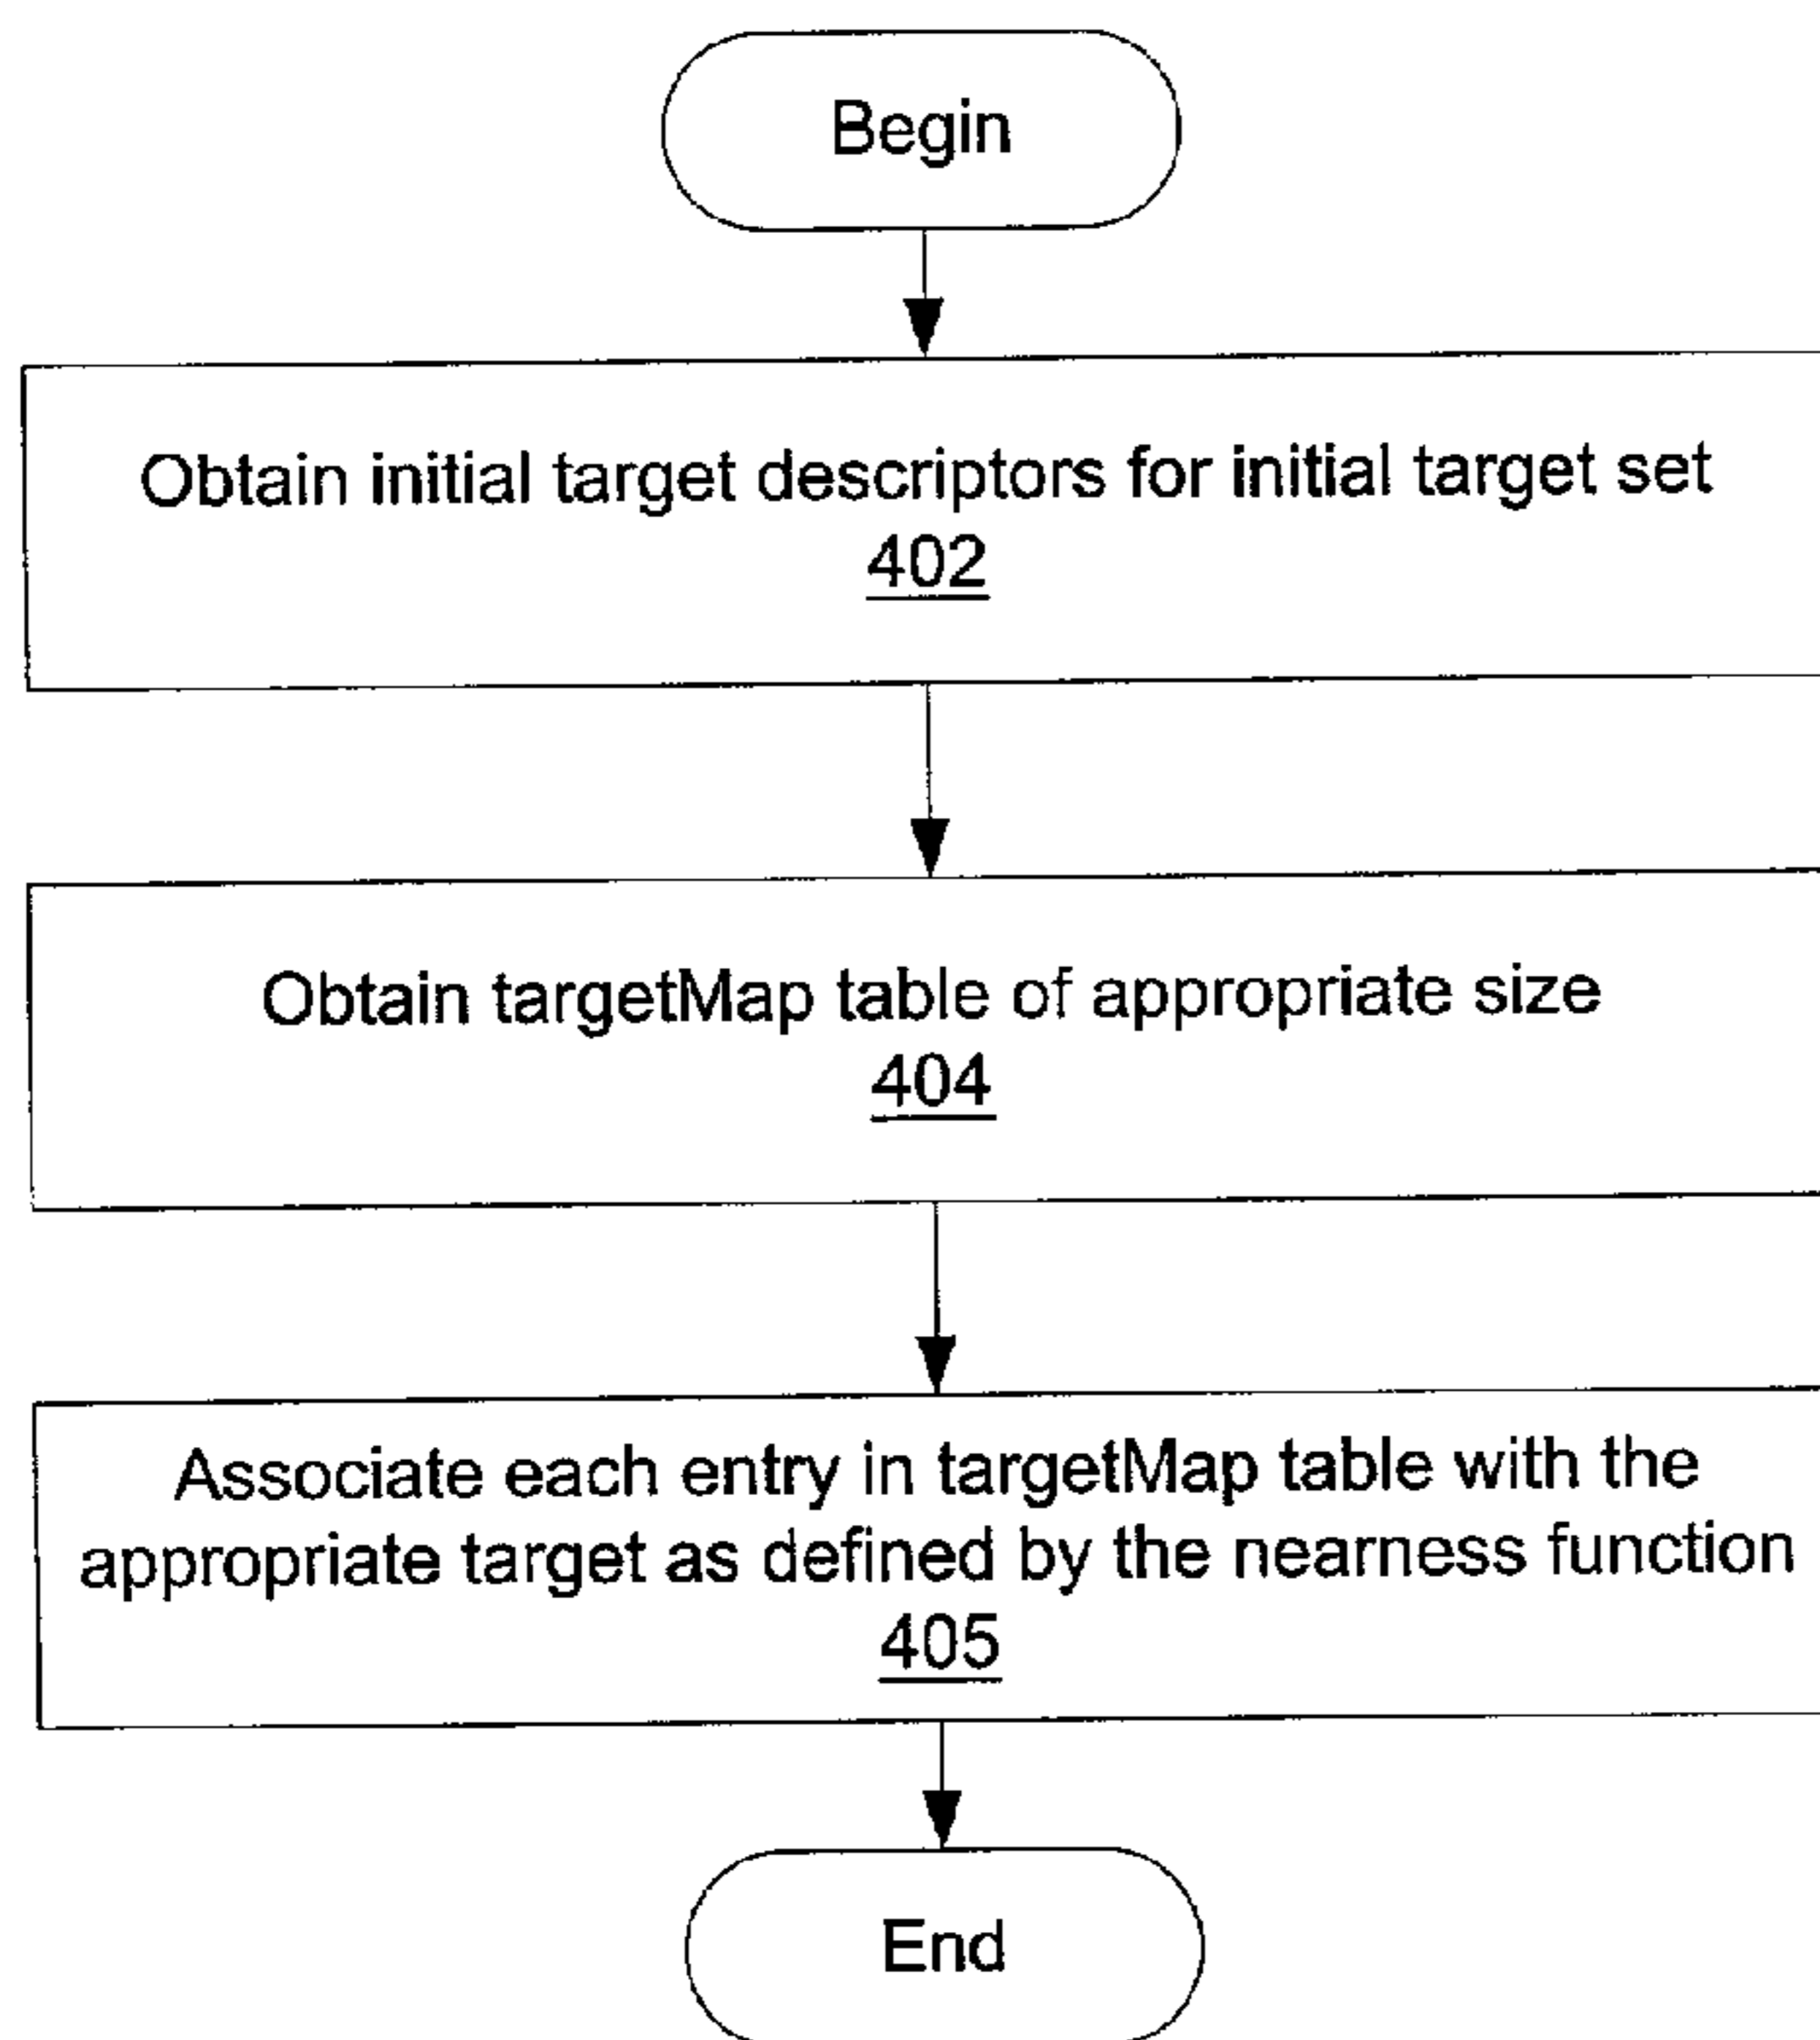 Begin
Obtain initial target descriptors for initial target set
402
Obtain targetMap table of appropriate size
404
Associate each entry in targetMap table with the
appropriate target as defined by the nearness function
405
End